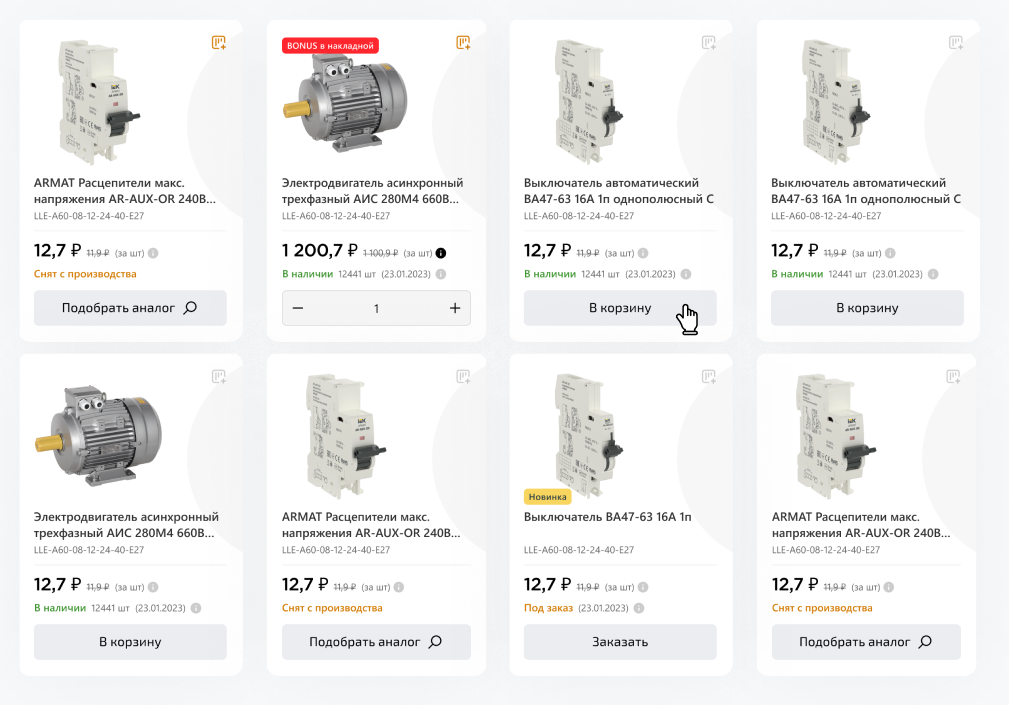 ARMAT Расцепители макс.
напряжения AR-AUX-OR 240В...
LLE-A60-08-12-24-40-E27
12,7 ₽ 11,9 ₽ (за шт)
Снят с производства
Подобрать аналог
BONUS в накладной
Электродвигатель асинхронный
трехфазный АИС 280М4 660В...
LLE-A60-08-12-24-40-E27
1 200,7 ₽ 1 100,9 ₽ (за шт)
В наличии 12441 шт (23.01.2023)
− 1 +
Выключатель автоматический
ВА47-63 16А 1п однополюсный С
LLE-A60-08-12-24-40-E27
12,7 ₽ 11,9 ₽ (за шт)
В наличии 12441 шт (23.01.2023)
В корзину
Выключатель автоматический
ВА47-63 16А 1п однополюсный С
LLE-A60-08-12-24-40-E27
12,7 ₽ 11,9 ₽ (за шт)
В наличии 12441 шт (23.01.2023)
В корзину
Электродвигатель асинхронный
трехфазный АИС 280М4 660В...
LLE-A60-08-12-24-40-E27
12,7 ₽ 11,9 ₽ (за шт)
В наличии 12441 шт (23.01.2023)
В корзину
ARMAT Расцепители макс.
напряжения AR-AUX-OR 240В...
LLE-A60-08-12-24-40-E27
12,7 ₽ 11,9 ₽ (за шт)
Снят с производства
Подобрать аналог
Новинка
Выключатель ВА47-63 16А 1п
LLE-A60-08-12-24-40-E27
12,7 ₽ 11,9 ₽ (за шт)
Под заказ (23.01.2023)
Заказать
ARMAT Расцепители макс.
напряжения AR-AUX-OR 240В...
LLE-A60-08-12-24-40-E27
12,7 ₽ 11,9 ₽ (за шт)
Снят с производства
Подобрать аналог